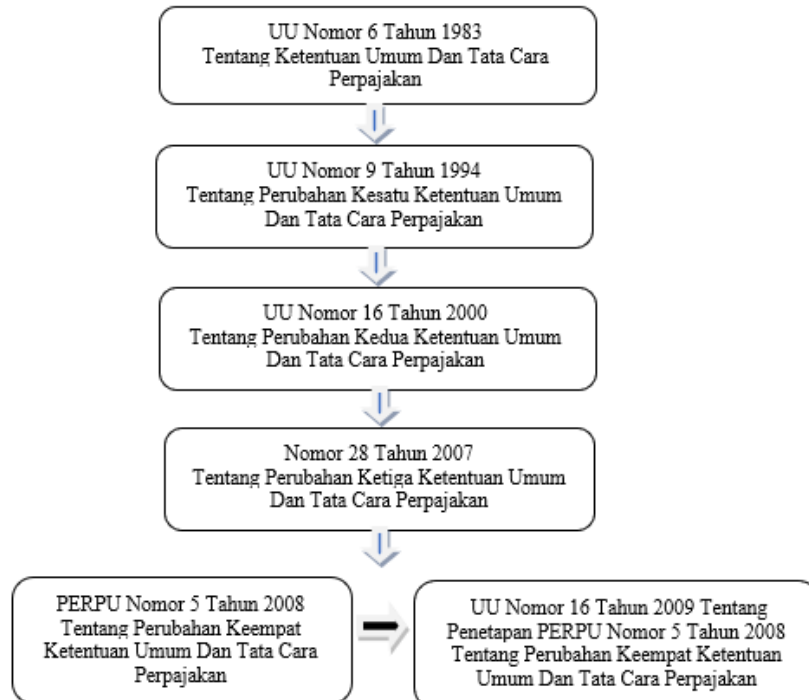 UU Nomor 6 Tahun 1983
Tentang Ketentuan Umum Dan Tata Cara
Perpajakan
UU Nomor 9 Tahun 1994
Tentang Perubahan Kesatu Ketentuan Umum
Dan Tata Cara Perpajakan
UU Nomor 16 Tahun 2000
Tentang Perubahan Kedua Ketentuan Umum
Dan Tata Cara Perpajakan
Nomor 28 Tahun 2007
Tentang Perubahan Ketiga Ketentuan Umum
Dan Tata Cara Perpajakan
PERPU Nomor 5 Tahun 2008
Tentang Perubahan Keempat
Ketentuan Umum Dan Tata Cara
Perpajakan
UU Nomor 16 Tahun 2009 Tentang
Penetapan PERPU Nomor 5 Tahun 2008
Tentang Perubahan Keempat Ketentuan
Umum Dan Tata Cara Perpajakan